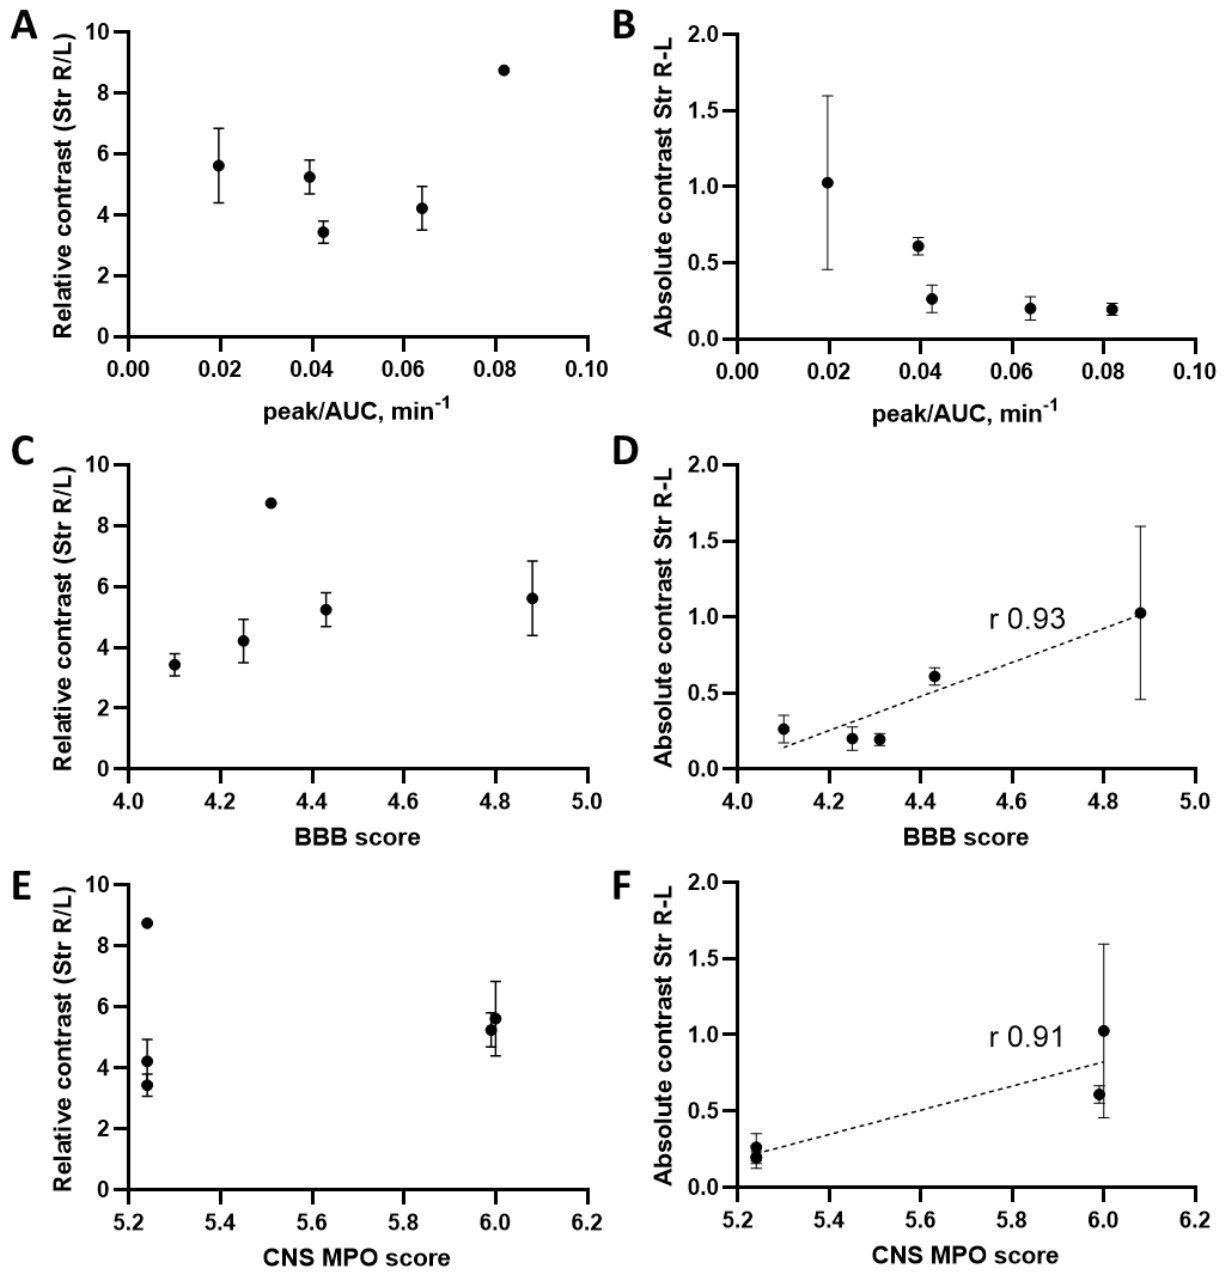 A
Relative contrast (Str R/L)
10
8
6
4
2
0
0.00 0.02 0.04 0.06 0.08 0.10
peak/AUC, min⁻¹
B
Absolute contrast Str R-L
2.0
1.5
1.0
0.5
0.0
0.00 0.02 0.04 0.06 0.08 0.10
peak/AUC, min⁻¹
C
Relative contrast (Str R/L)
10
8
6
4
2
0
4.0 4.2 4.4 4.6 4.8 5.0
BBB score
D
Absolute contrast Str R-L
2.0
1.5
1.0
0.5
0.0
r 0.93
4.0 4.2 4.4 4.6 4.8 5.0
BBB score
E
Relative contrast (Str R/L)
10
8
6
4
2
0
5.2 5.4 5.6 5.8 6.0 6.2
CNS MPO score
F
Absolute contrast Str R-L
2.0
1.5
1.0
0.5
0.0
r 0.91
5.2 5.4 5.6 5.8 6.0 6.2
CNS MPO score